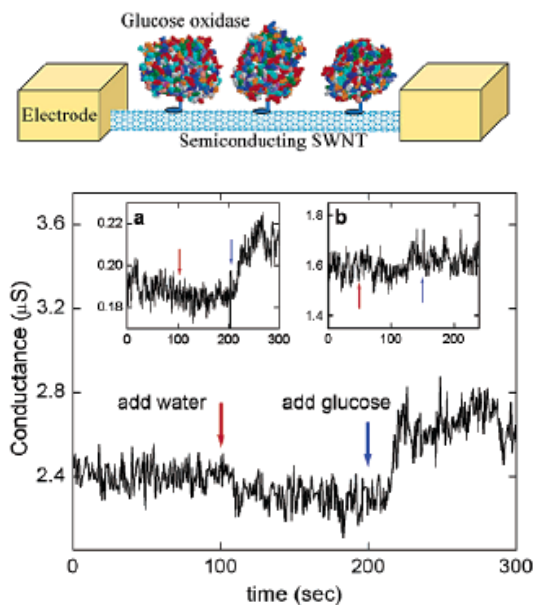 Glucose oxidase
Electrode
Semiconducting SWNT
3.6
3.2
2.8
2.4
Conductance (μS)
0.22
0.20
0.18
a
0 100 200 300
1.8
1.6
1.4
b
0 100 200
add water
add glucose
0 100 200 300
time (sec)